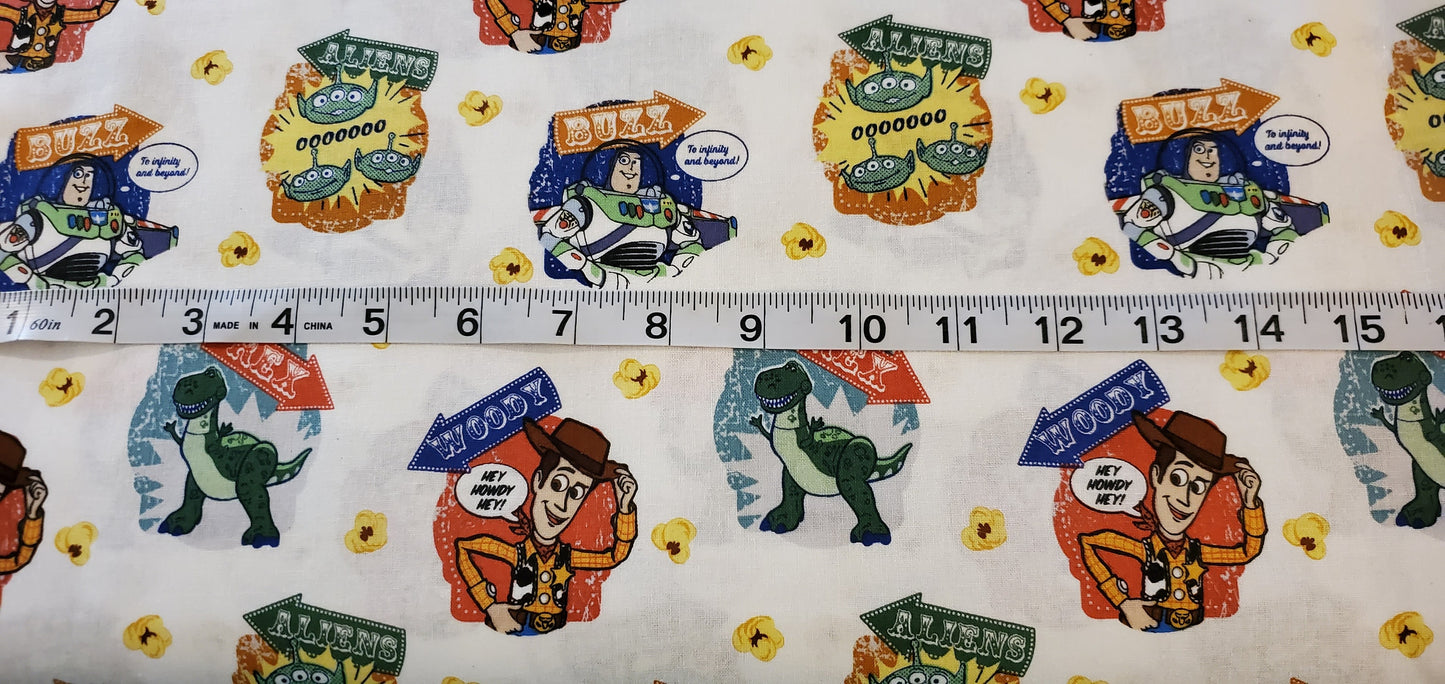 ALIENS
ALIENS
ALIENS
BUZZ
OOOOOOO
BUZZ
OOOOOOO
BUZZ
To infinity
and beyond!
To infinity
and beyond!
To infinity
and beyond!
1 60in 2 3 MADE IN 4 CHINA 5 6 7 8 9 10 11 12 13 14 15
REX
REX
WOODY
WOODY
HEY
HOWDY
HEY!
HEY
HOWDY
HEY!
ALIENS
ALIENS